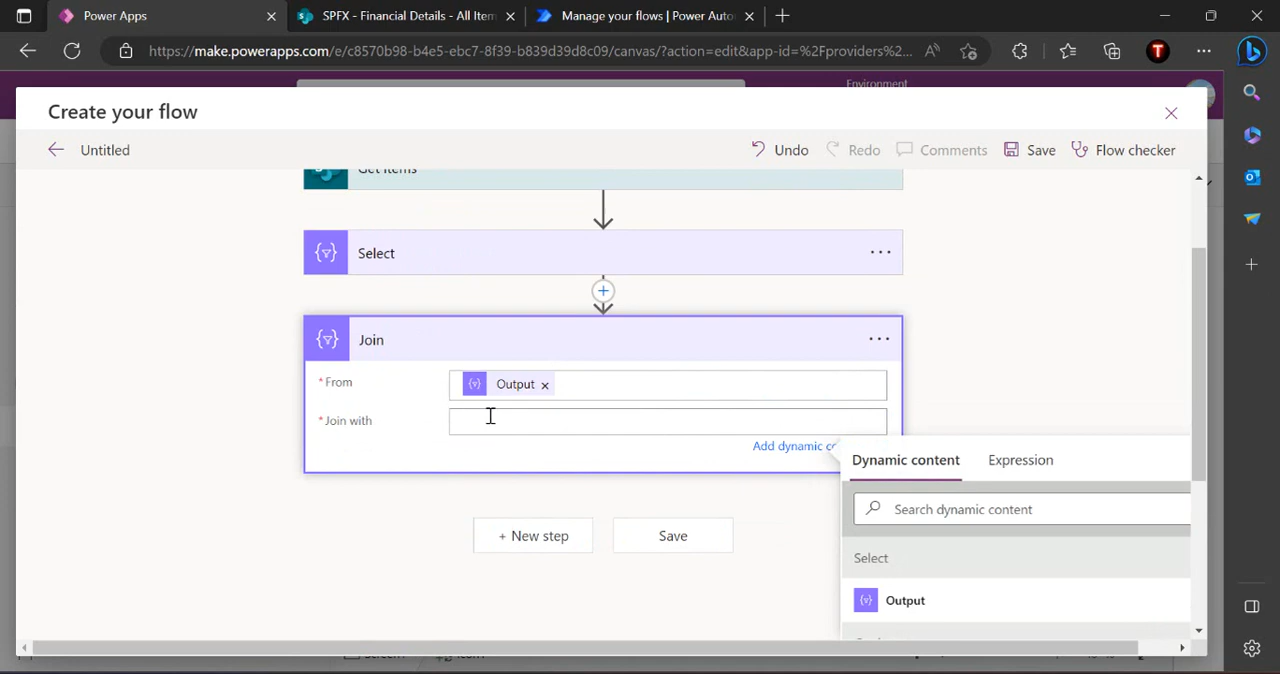 Power Apps
SPFX - Financial Details - All Item
Manage your flows | Power Auto
https://make.powerapps.com/e/c8570b98-b4e5-ebc7-8f39-b839d39d8c09/canvas/?action=edit&app-id=%2Fproviders%2...
T
Environment
Create your flow
Untitled
Undo
Redo
Comments
Save
Flow checker
Get items
Select
Join
* From
Output
* Join with
Add dynamic co
Dynamic content
Expression
Search dynamic content
Select
+ New step
Save
Output